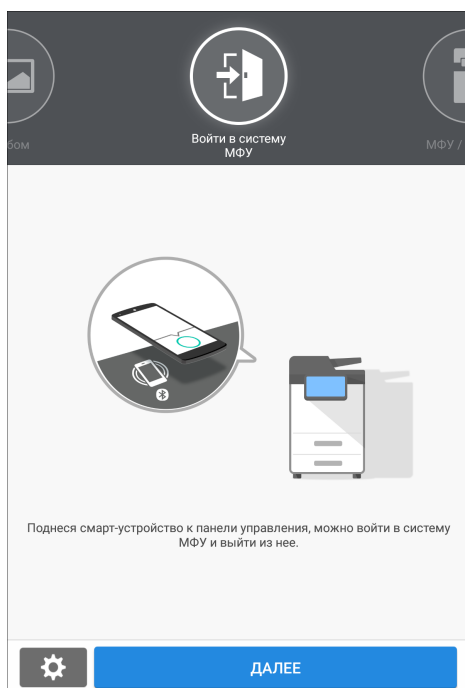 бом
Войти в систему
МФУ
МФУ /
Поднеся смарт-устройство к панели управления, можно войти в систему
МФУ и выйти из нее.
ДАЛЕЕ